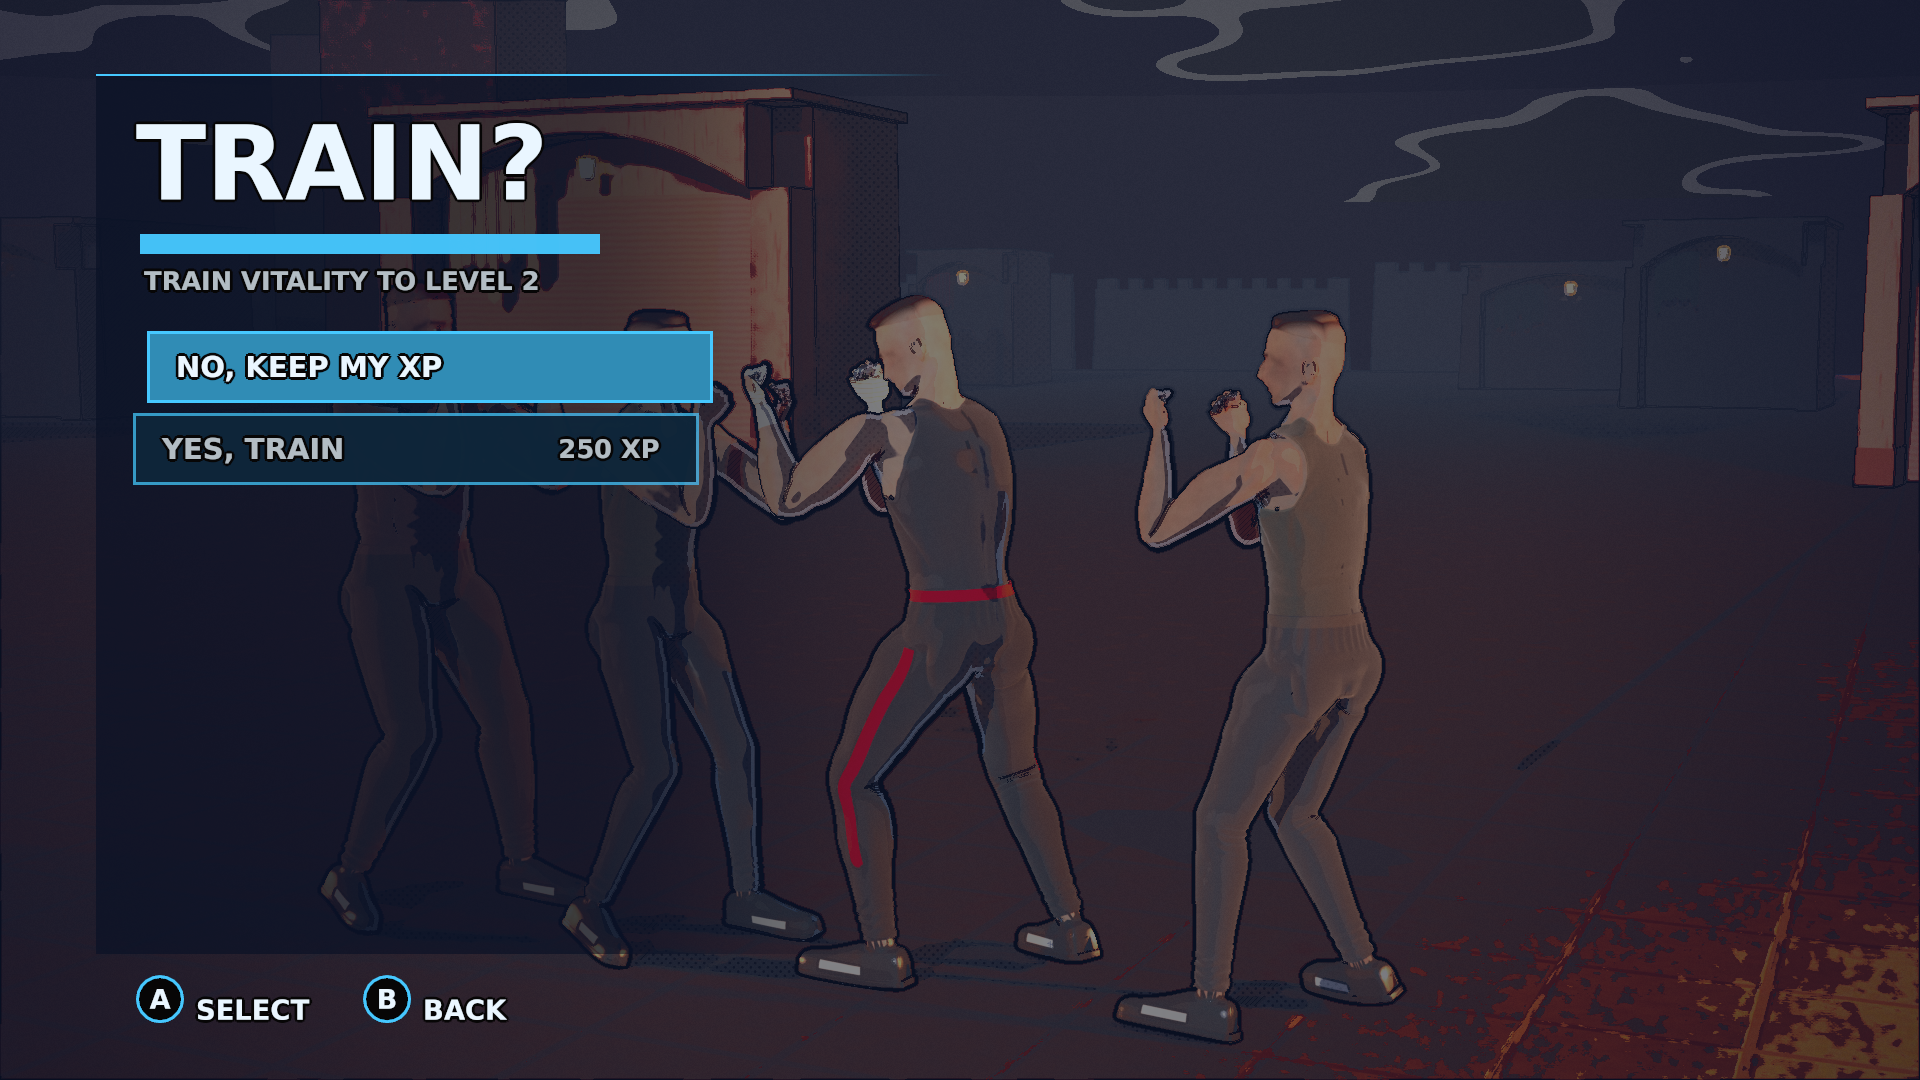 TRAIN?
TRAIN VITALITY TO LEVEL 2
NO, KEEP MY XP
YES, TRAIN 250 XP
A SELECT B BACK